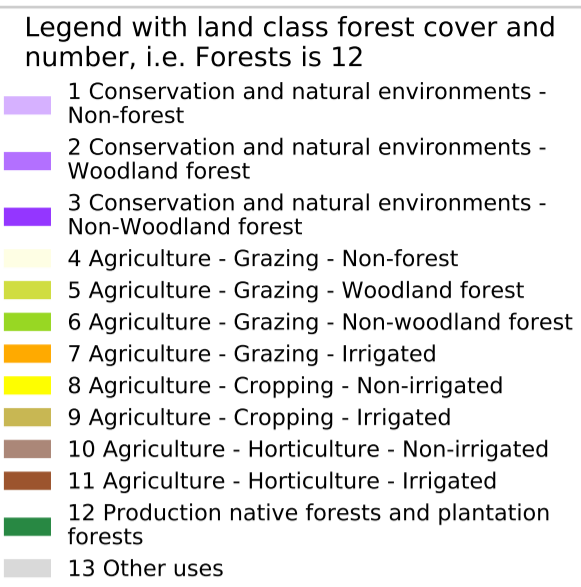 Legend with land class forest cover and
number, i.e. Forests is 12
1 Conservation and natural environments -
Non-forest
2 Conservation and natural environments -
Woodland forest
3 Conservation and natural environments -
Non-Woodland forest
4 Agriculture - Grazing - Non-forest
5 Agriculture - Grazing - Woodland forest
6 Agriculture - Grazing - Non-woodland forest
7 Agriculture - Grazing - Irrigated
8 Agriculture - Cropping - Non-irrigated
9 Agriculture - Cropping - Irrigated
10 Agriculture - Horticulture - Non-irrigated
11 Agriculture - Horticulture - Irrigated
12 Production native forests and plantation
forests
13 Other uses